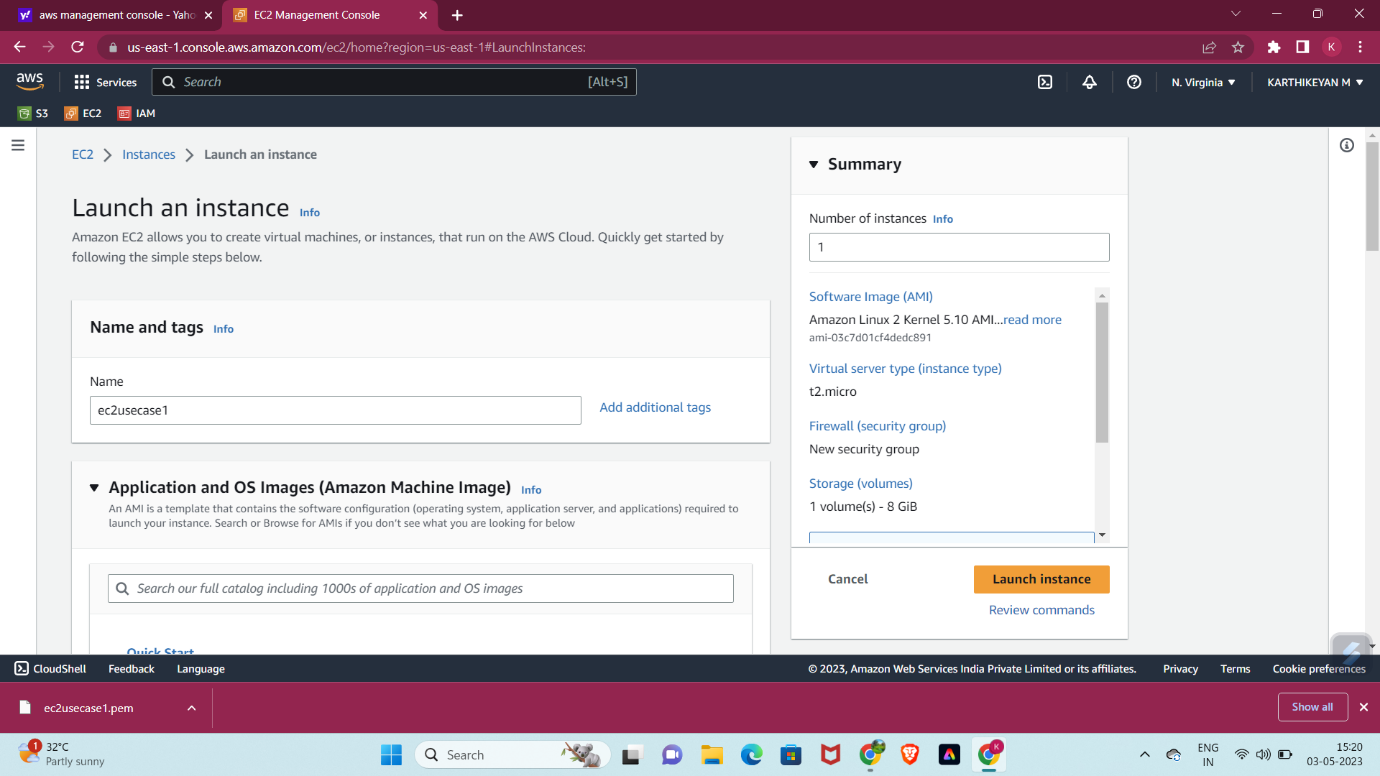 aws management console - Yaho
EC2 Management Console
us-east-1.console.aws.amazon.com/ec2/home?region=us-east-1#LaunchInstances:
K
aws
Services
Search
[Alt+S]
N. Virginia
KARTHIKEYAN M
S3
EC2
IAM
EC2
Instances
Launch an instance
Launch an instance Info
Amazon EC2 allows you to create virtual machines, or instances, that run on the AWS Cloud. Quickly get started by
following the simple steps below.
Name and tags Info
Name
ec2usecase1
Add additional tags
Application and OS Images (Amazon Machine Image) Info
An AMI is a template that contains the software configuration (operating system, application server, and applications) required to
launch your instance. Search or Browse for AMIs if you don't see what you are looking for below
Search our full catalog including 1000s of application and OS images
Quick Start
Summary
Number of instances Info
1
Software Image (AMI)
Amazon Linux 2 Kernel 5.10 AMI...read more
ami-03c7d01cf4dedc891
Virtual server type (instance type)
t2.micro
Firewall (security group)
New security group
Storage (volumes)
1 volume(s) - 8 GiB
Cancel
Launch instance
Review commands
CloudShell
Feedback
Language
© 2023, Amazon Web Services India Private Limited or its affiliates.
Privacy
Terms
Cookie preferences
ec2usecase1.pem
Show all
1
32°C
Partly sunny
Search
K
ENG
IN
15:20
03-05-2023